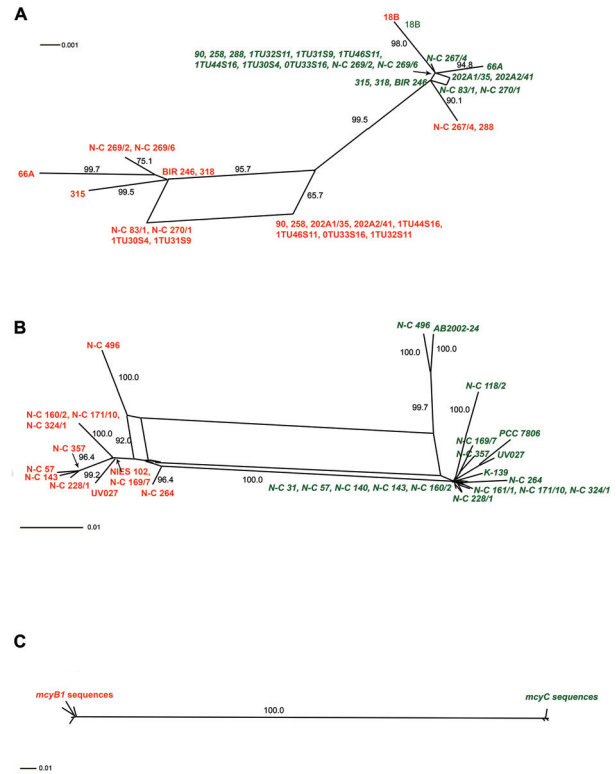 A
18B
18B
0.001
98.0
N-C 267/4
90, 258, 288, 1TU32S11, 1TU31S9, 1TU46S11,
1TU44S16, 1TU30S4, 0TU33S16, N-C 269/2, N-C 269/6
94.8
66A
202A1/35, 202A2/41
315, 318, BIR 246
N-C 83/1, N-C 270/1
90.1
N-C 267/4, 288
99.5
N-C 269/2, N-C 269/6
75.1
66A
99.7
BIR 246, 318
95.7
315
99.5
65.7
N-C 83/1, N-C 270/1
1TU30S4, 1TU31S9
90, 258, 202A1/35, 202A2/41, 1TU44S16,
1TU46S11, 0TU33S16, 1TU32S11
B
N-C 496
AB2002-24
N-C 496
100.0
100.0
100.0
N-C 118/2
99.7
100.0
N-C 160/2, N-C 171/10,
N-C 324/1
100.0
92.0
N-C 169/7
PCC 7806
N-C 357
96.4
N-C 357
UV027
N-C 57
N-C 143
99.2
NIES 102,
N-C 169/7
96.4
K-139
N-C 228/1
UV027
N-C 264
100.0
N-C 31, N-C 57, N-C 140, N-C 143, N-C 160/2
N-C 264
N-C 161/1, N-C 171/10, N-C 324/1
N-C 228/1
0.01
C
mcyB1 sequences
100.0
mcyC sequences
0.01